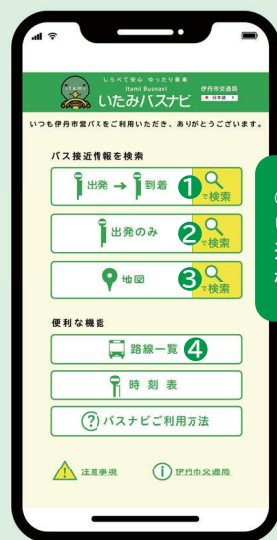 しらべて安心 ゆったり乗車
Itami Busnavi
いたみバスナビ
itami
伊丹市交通局
日本語
いつも伊丹市営バスをご利用いただき、ありがとうございます。
バス接近情報を検索
出発 → 到着 ❶ で検索
出発のみ ❷ で検索
地図 ❸ で検索
便利な機能
路線一覧 ❹
時刻表
? バスナビご利用方法
注意事項
伊丹市交通局